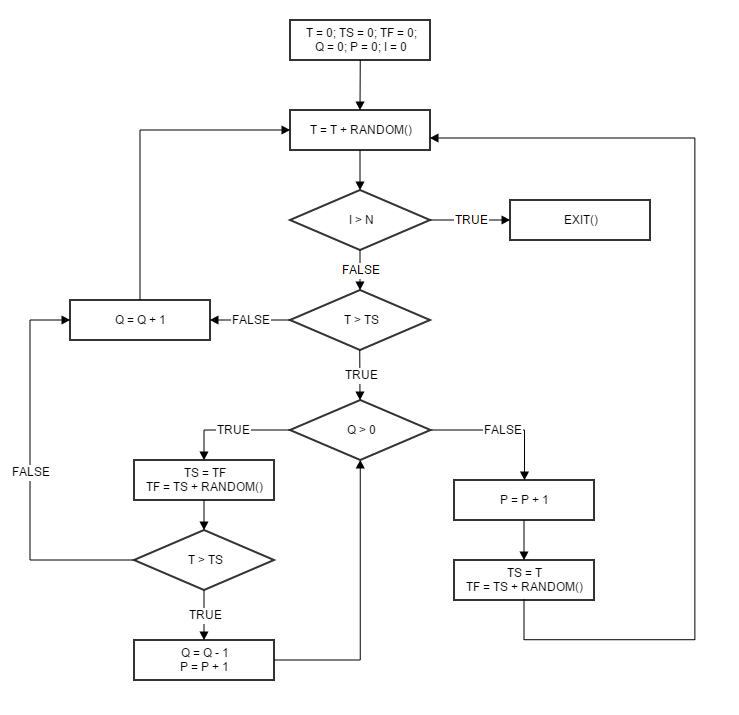 T = 0; TS = 0; TF = 0;
Q = 0; P = 0; I = 0
T = T + RANDOM()
I > N
TRUE
EXIT()
FALSE
Q = Q + 1
FALSE
T > TS
TRUE
TRUE
Q > 0
FALSE
FALSE
TS = TF
TF = TS + RANDOM()
P = P + 1
T > TS
TS = T
TF = TS + RANDOM()
TRUE
Q = Q - 1
P = P + 1